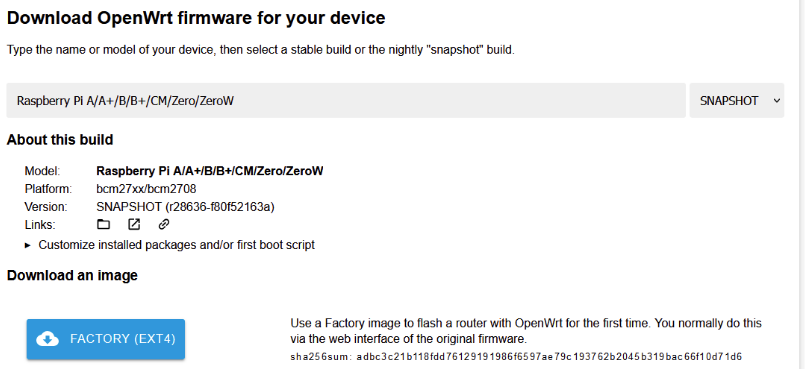 Download OpenWrt firmware for your device
Type the name or model of your device, then select a stable build or the nightly "snapshot" build.
Raspberry Pi A/A+/B/B+/CM/Zero/ZeroW SNAPSHOT
About this build
Model: Raspberry Pi A/A+/B/B+/CM/Zero/ZeroW
Platform: bcm27xx/bcm2708
Version: SNAPSHOT (r28636-f80f52163a)
Links:
Customize installed packages and/or first boot script
Download an image
FACTORY (EXT4)
Use a Factory image to flash a router with OpenWrt for the first time. You normally do this
via the web interface of the original firmware.
sha256sum: adbc3c21b118fdd76129191986f6597ae79c193762b2045b319bac66f10d71d6